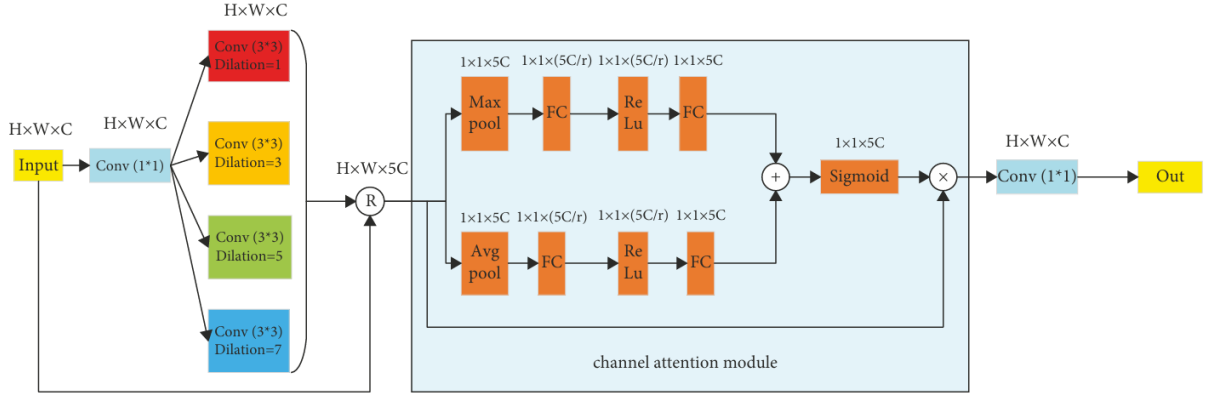 H×W×C
Conv (3*3)
Dilation=1
H×W×C
Input
H×W×C
Conv (1*1)
Conv (3*3)
Dilation=3
Conv (3*3)
Dilation=5
Conv (3*3)
Dilation=7
H×W×5C
R
1×1×5C
Max
pool
1×1×(5C/r)
FC
1×1×(5C/r)
Re
Lu
1×1×5C
FC
1×1×5C
Avg
pool
1×1×(5C/r)
FC
1×1×(5C/r)
Re
Lu
1×1×5C
FC
+
1×1×5C
Sigmoid
×
channel attention module
H×W×C
Conv (1*1)
Out